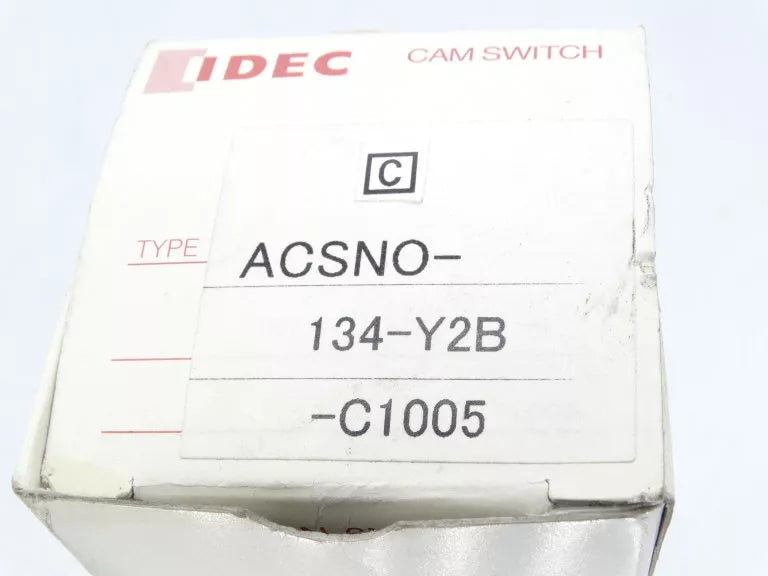 IDEC CAM SWITCH
C
TYPE ACSNO-
134-Y2B
-C1005